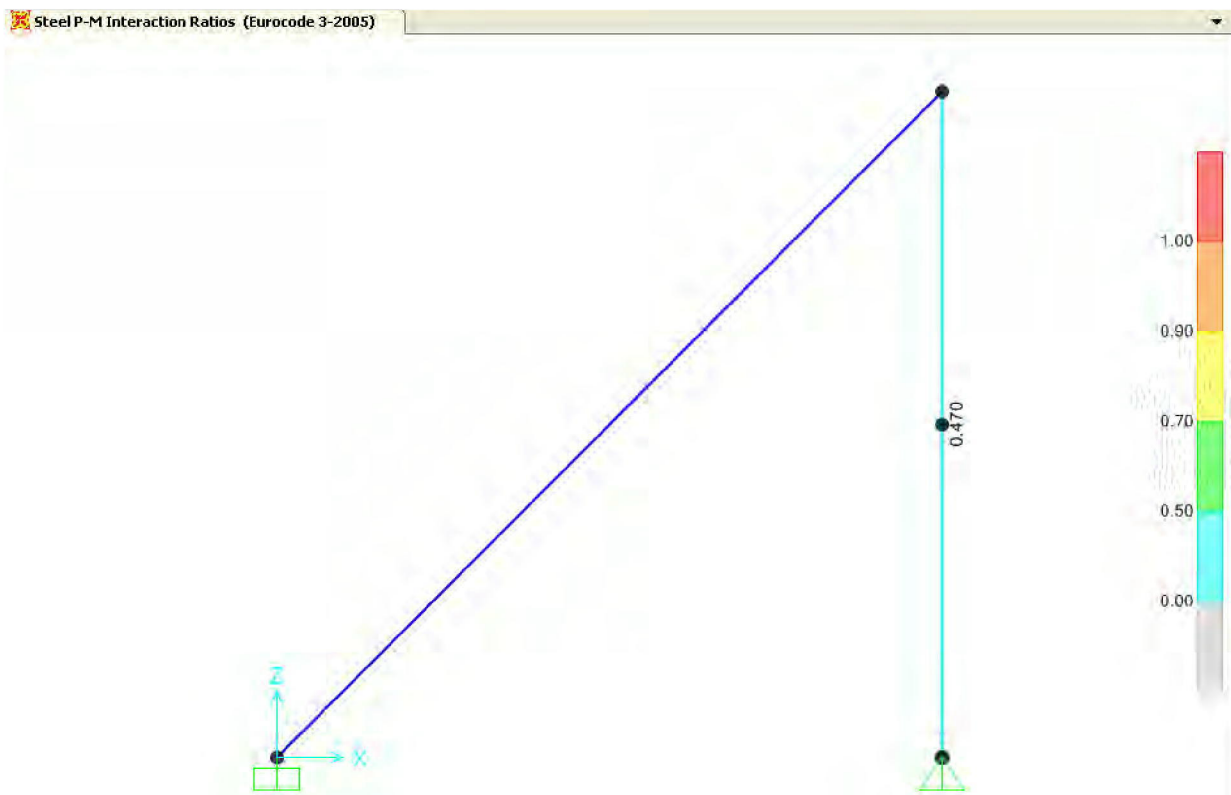 Steel P-M Interaction Ratios (Eurocode 3-2005)
1.00
0.90
0.70
0.470
0.50
0.00
Z
X